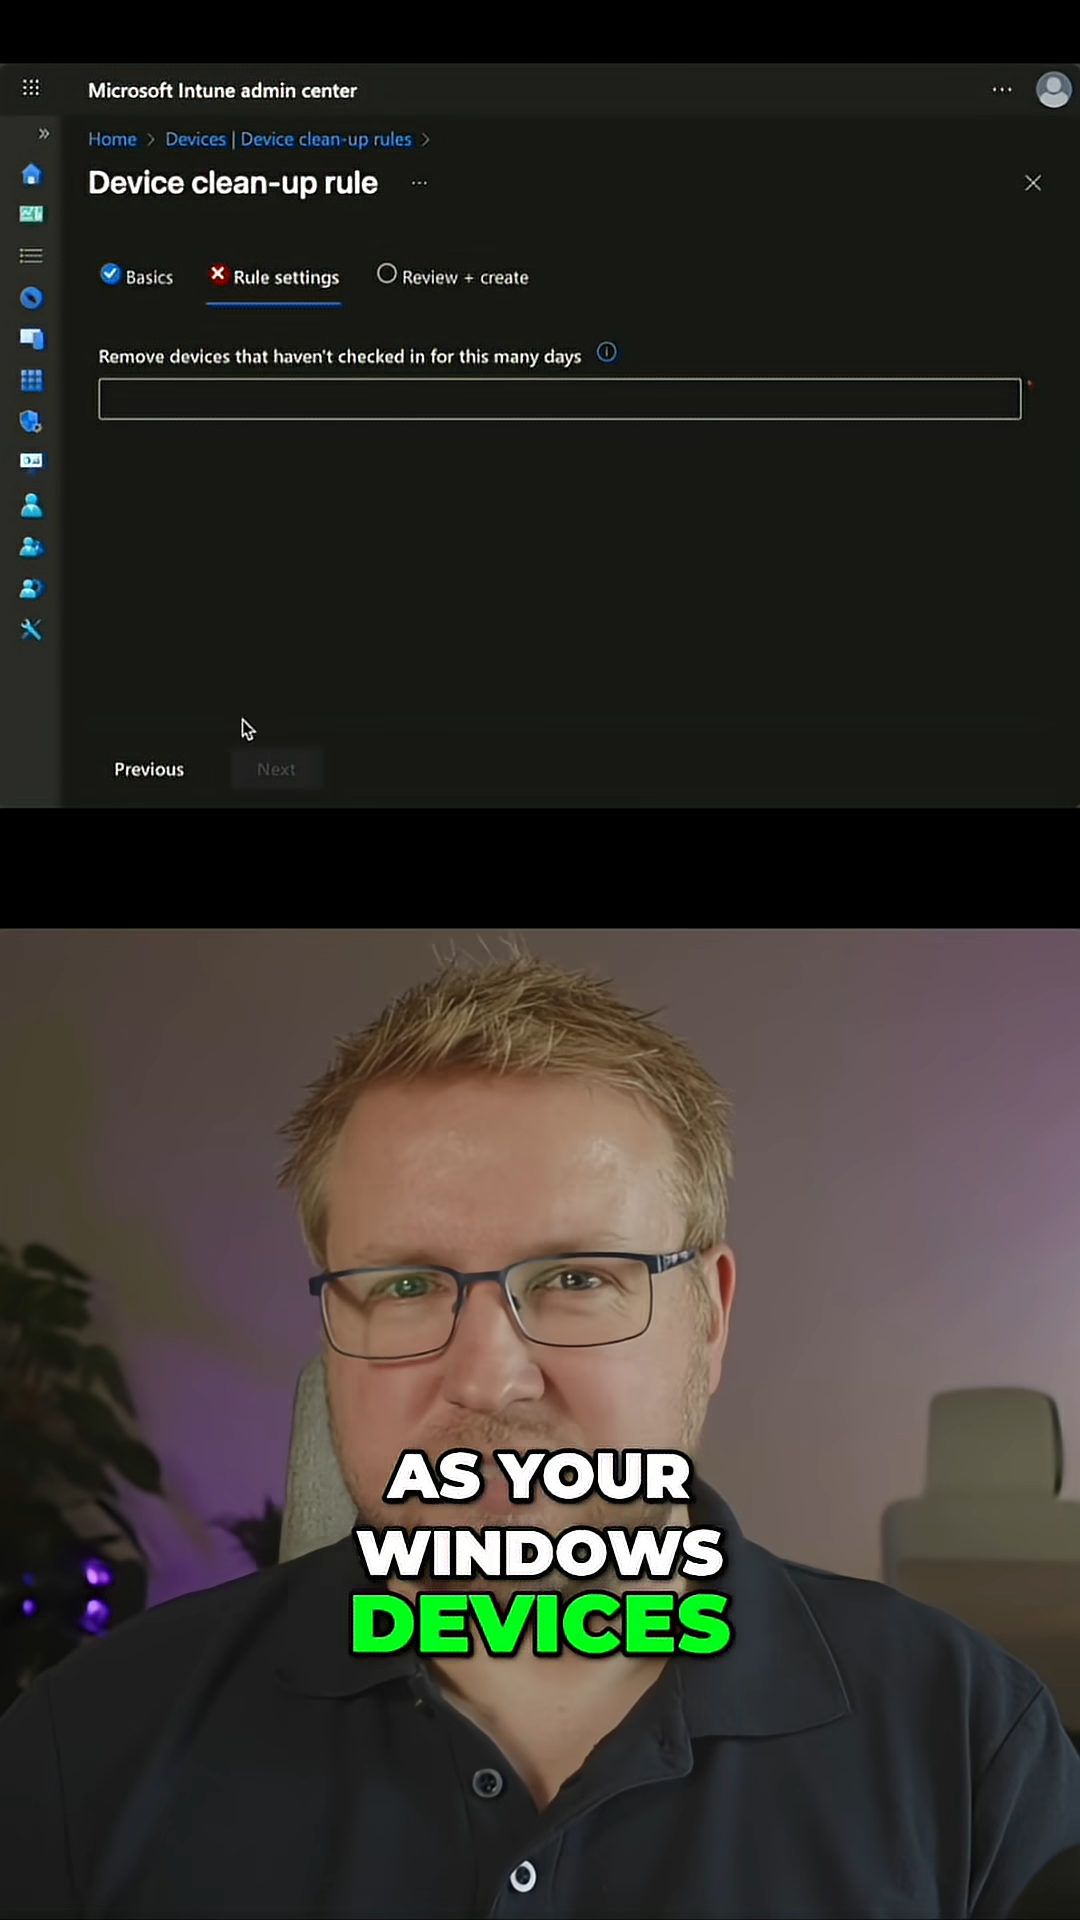 Microsoft Intune admin center
Home > Devices | Device clean-up rules >
Device clean-up rule ...
Basics Rule settings Review + create
Remove devices that haven't checked in for this many days
Previous Next
AS YOUR
WINDOWS
DEVICES